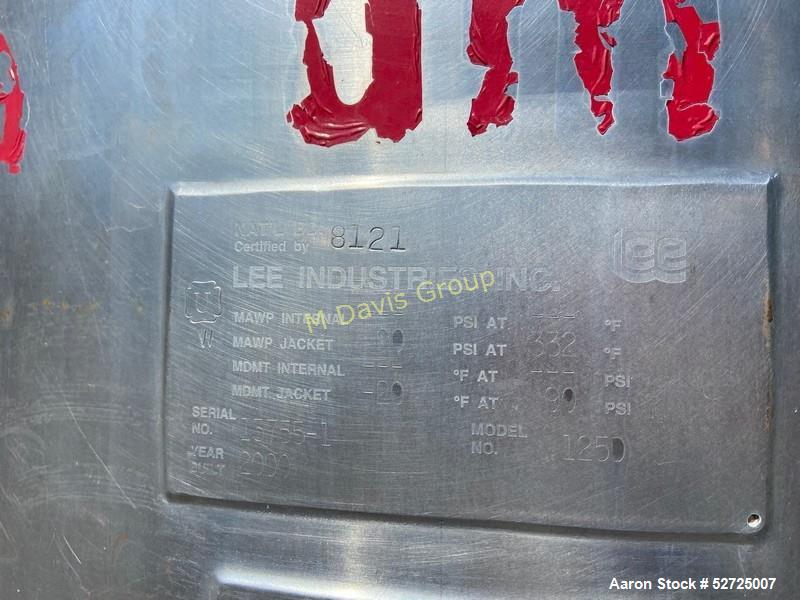 NAT'L BD. 8121
Certified by
Lee
LEE INDUSTRIES, INC.
U
W
MAWP INTERNAL --- PSI AT --- °F
MAWP JACKET PSI AT 332 °F
MDMT INTERNAL --- °F AT --- PSI
MDMT JACKET -20 °F AT 90 PSI
SERIAL NO. MODEL NO. 1250
YEAR BUILT
M Davis Group
Aaron Stock # 52725007